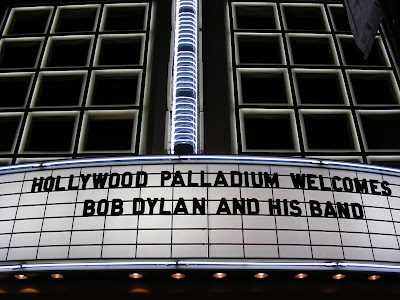 HOLLYWOOD PALLADIUM WELCOMES
BOB DYLAN AND HIS BAND